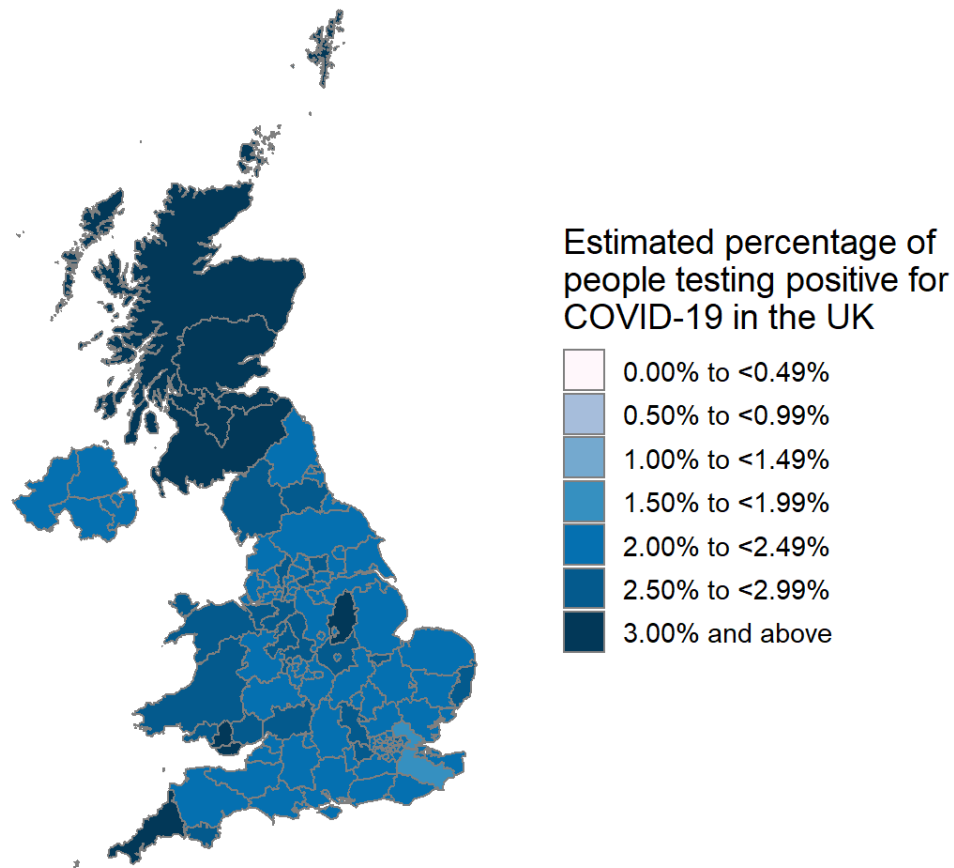 Estimated percentage of
people testing positive for
COVID-19 in the UK
0.00% to <0.49%
0.50% to <0.99%
1.00% to <1.49%
1.50% to <1.99%
2.00% to <2.49%
2.50% to <2.99%
3.00% and above